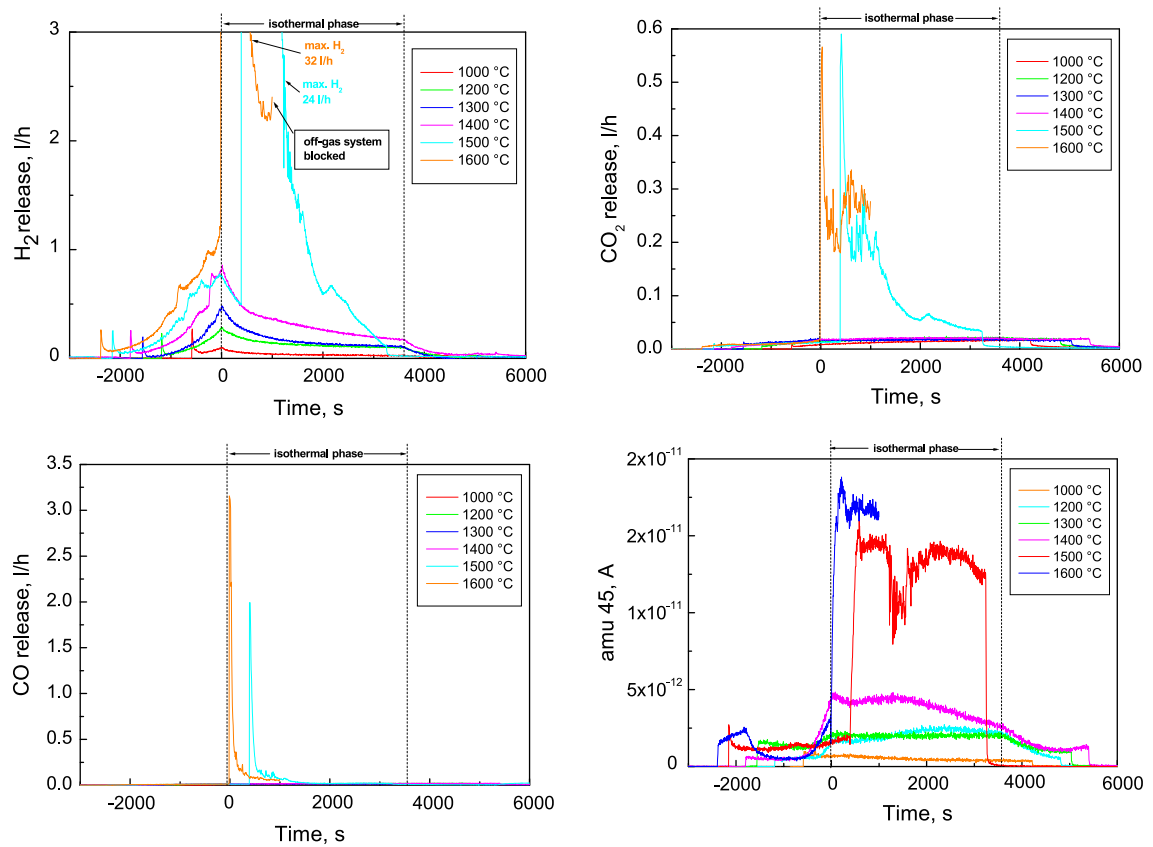 isothermal phase
3
2
1
0
H2 release, l/h
max. H2
32 l/h
max. H2
24 l/h
off-gas system
blocked
1000 °C
1200 °C
1300 °C
1400 °C
1500 °C
1600 °C
-2000 0 2000 4000 6000
Time, s
isothermal phase
0.6
0.5
0.4
0.3
0.2
0.1
0.0
CO2 release, l/h
1000 °C
1200 °C
1300 °C
1400 °C
1500 °C
1600 °C
-2000 0 2000 4000 6000
Time, s
isothermal phase
3.5
3.0
2.5
2.0
1.5
1.0
0.5
0.0
CO release, l/h
1000 °C
1200 °C
1300 °C
1400 °C
1500 °C
1600 °C
-2000 0 2000 4000 6000
Time, s
isothermal phase
2x10-11
2x10-11
1x10-11
5x10-12
0
amu 45, A
1000 °C
1200 °C
1300 °C
1400 °C
1500 °C
1600 °C
-2000 0 2000 4000 6000
Time, s